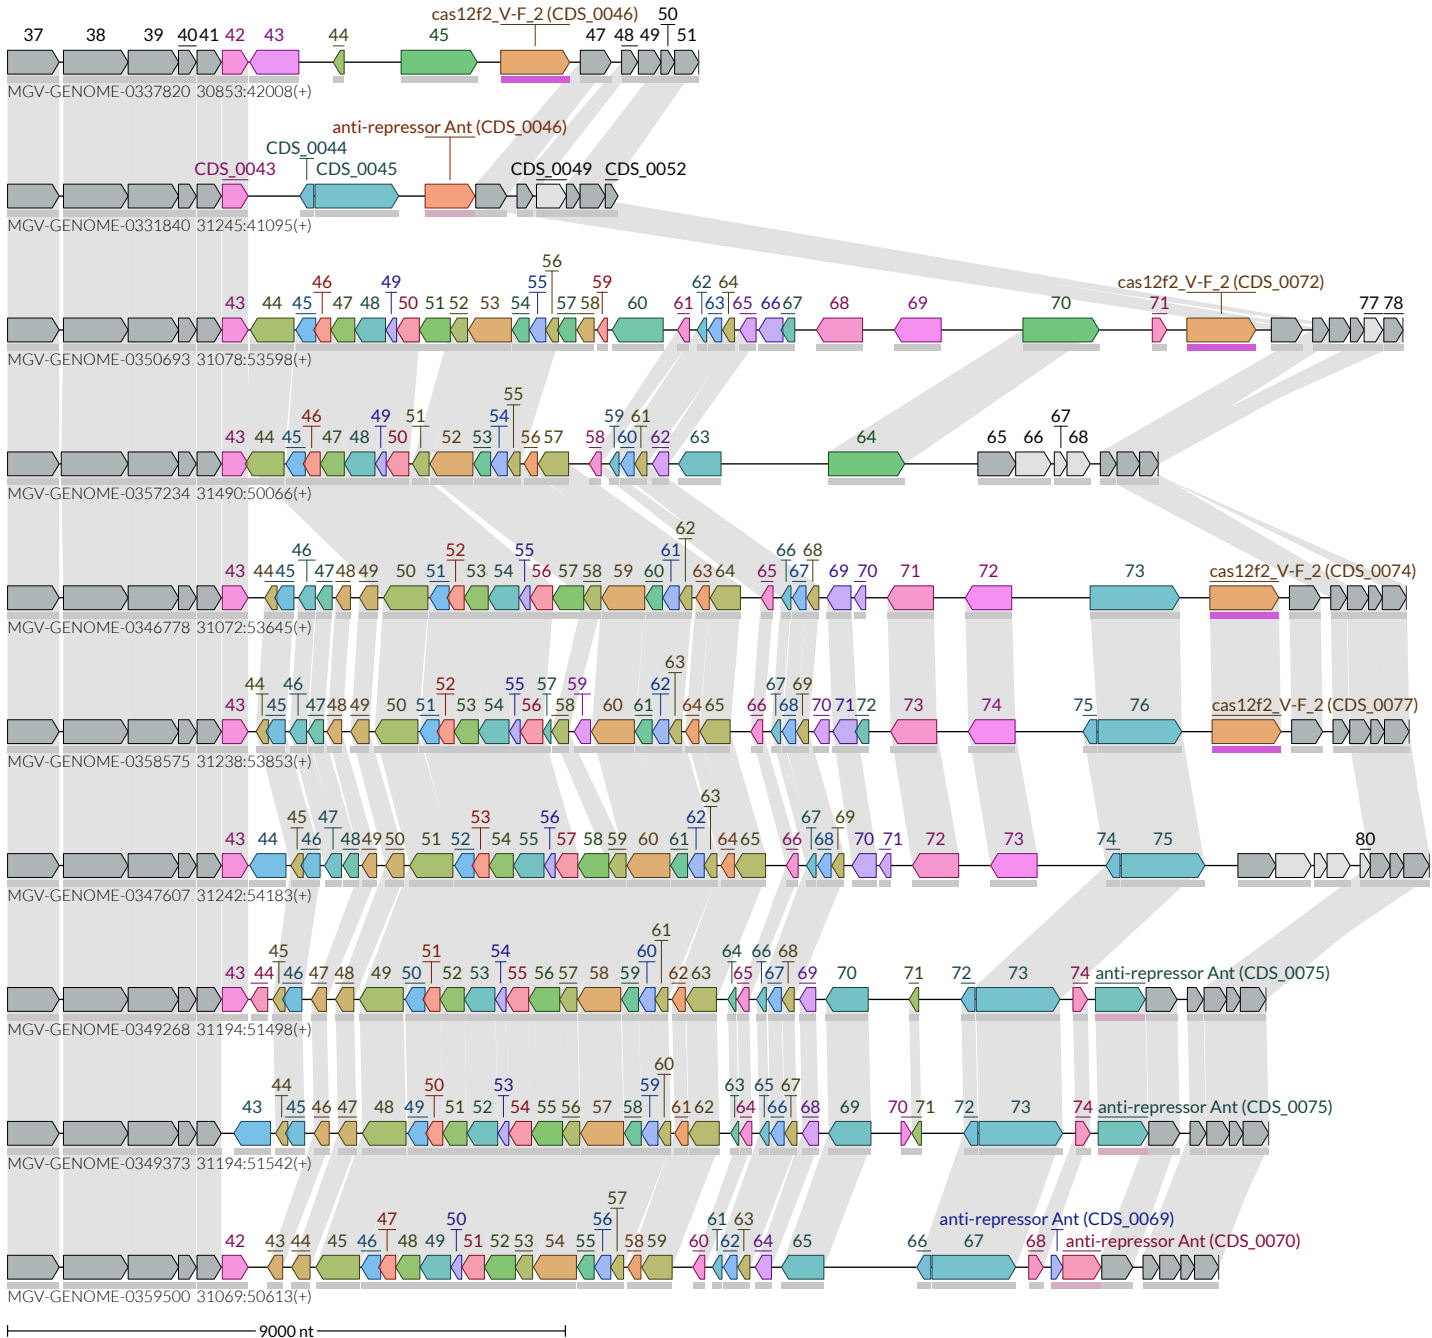 cas12f2_V-F_2 (CDS_0046)
37 38 39 40 41 42 43 44 45 47 48 49 50 51
MGV-GENOME-0337820 30853:42008(+)
anti-repressor Ant (CDS_0046)
CDS_0043 CDS_0044 CDS_0045 CDS_0049 CDS_0052
MGV-GENOME-0331840 31245:41095(+)
cas12f2_V-F_2 (CDS_0072)
43 44 45 46 47 48 49 50 51 52 53 54 55 56 57 58 59 60 61 62 63 64 65 66 67 68 69 70 71 77 78
MGV-GENOME-0350693 31078:53598(+)
43 44 45 46 47 48 49 50 51 52 53 54 55 56 57 58 59 60 61 62 63 64 65 66 67 68
MGV-GENOME-0357234 31490:50066(+)
43 44 45 46 47 48 49 50 51 52 53 54 55 56 57 58 59 60 61 62 63 64 65 66 67 68 69 70 71 72 73 cas12f2_V-F_2 (CDS_0074)
MGV-GENOME-0346778 31072:53645(+)
43 44 45 46 47 48 49 50 51 52 53 54 55 56 57 58 59 60 61 62 63 64 65 66 67 68 69 70 71 72 73 74 75 76 cas12f2_V-F_2 (CDS_0077)
MGV-GENOME-0358575 31238:53853(+)
43 44 45 46 47 48 49 50 51 52 53 54 55 56 57 58 59 60 61 62 63 64 65 66 67 68 69 70 71 72 73 74 75 80
MGV-GENOME-0347607 31242:54183(+)
43 44 45 46 47 48 49 50 51 52 53 54 55 56 57 58 59 60 61 62 63 64 65 66 67 68 69 70 71 72 73 74 anti-repressor Ant (CDS_0075)
MGV-GENOME-0349268 31194:51498(+)
43 44 45 46 47 48 49 50 51 52 53 54 55 56 57 58 59 60 61 62 63 64 65 66 67 68 69 70 71 72 73 74 anti-repressor Ant (CDS_0075)
MGV-GENOME-0349373 31194:51542(+)
anti-repressor Ant (CDS_0069)
42 43 44 45 46 47 48 49 50 51 52 53 54 55 56 57 58 59 60 61 62 63 64 65 66 67 68 anti-repressor Ant (CDS_0070)
MGV-GENOME-0359500 31069:50613(+)
9000 nt